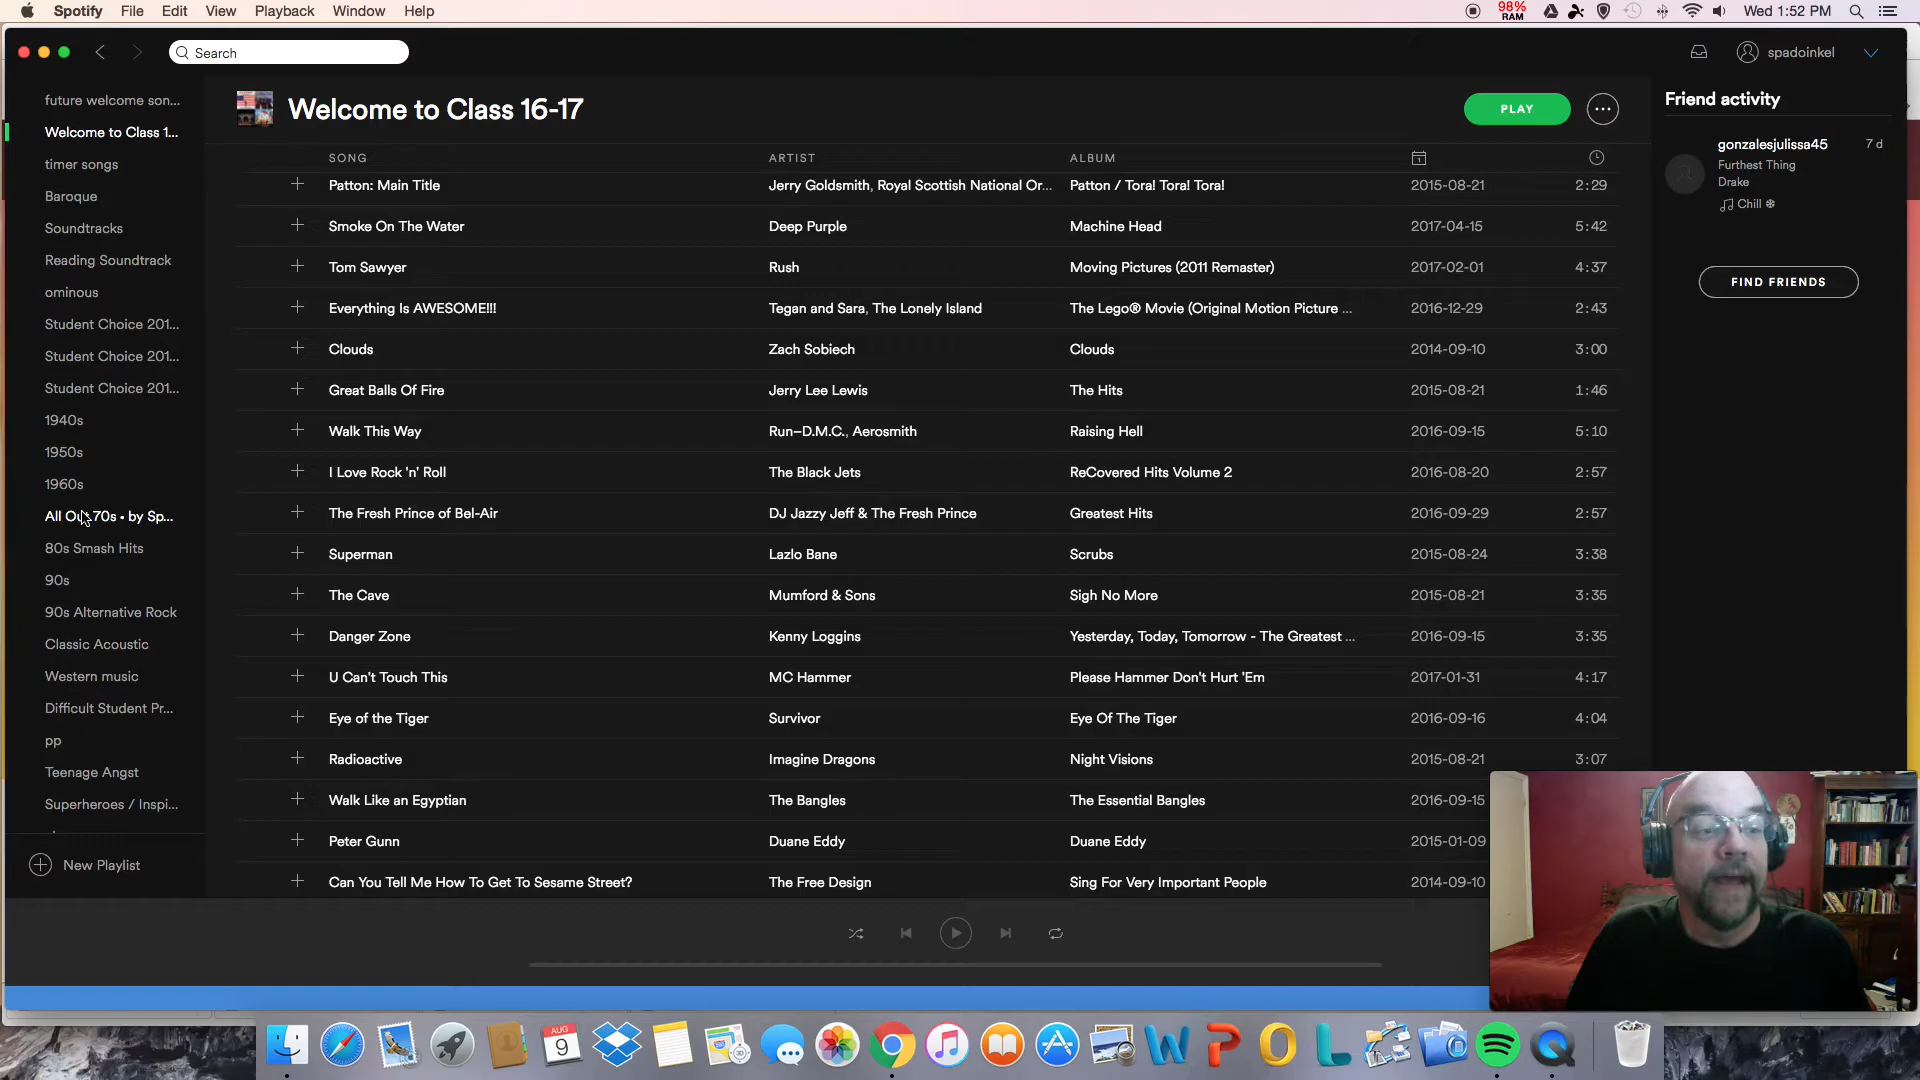 Spotify File Edit View Playback Window Help
98% RAM
Wed 1:52 PM
Search
spadoinkel
future welcome son...
Welcome to Class 1...
timer songs
Baroque
Soundtracks
Reading Soundtrack
ominous
Student Choice 201...
Student Choice 201...
Student Choice 201...
1940s
1950s
1960s
All Out 70s • by Sp...
80s Smash Hits
90s
90s Alternative Rock
Classic Acoustic
Western music
Difficult Student Pr...
pp
Teenage Angst
Superheroes / Inspi...
New Playlist
Welcome to Class 16-17
PLAY
SONG ARTIST ALBUM
Patton: Main Title Jerry Goldsmith, Royal Scottish National Or... Patton / Tora! Tora! Tora! 2015-08-21 2:29
Smoke On The Water Deep Purple Machine Head 2017-04-15 5:42
Tom Sawyer Rush Moving Pictures (2011 Remaster) 2017-02-01 4:37
Everything Is AWESOME!!! Tegan and Sara, The Lonely Island The Lego® Movie (Original Motion Picture ... 2016-12-29 2:43
Clouds Zach Sobiech Clouds 2014-09-10 3:00
Great Balls Of Fire Jerry Lee Lewis The Hits 2015-08-21 1:46
Walk This Way Run–D.M.C., Aerosmith Raising Hell 2016-09-15 5:10
I Love Rock 'n' Roll The Black Jets ReCovered Hits Volume 2 2016-08-20 2:57
The Fresh Prince of Bel-Air DJ Jazzy Jeff & The Fresh Prince Greatest Hits 2016-09-29 2:57
Superman Lazlo Bane Scrubs 2015-08-24 3:38
The Cave Mumford & Sons Sigh No More 2015-08-21 3:35
Danger Zone Kenny Loggins Yesterday, Today, Tomorrow - The Greatest ... 2016-09-15 3:35
U Can't Touch This MC Hammer Please Hammer Don't Hurt 'Em 2017-01-31 4:17
Eye of the Tiger Survivor Eye Of The Tiger 2016-09-16 4:04
Radioactive Imagine Dragons Night Visions 2015-08-21 3:07
Walk Like an Egyptian The Bangles The Essential Bangles 2016-09-15
Peter Gunn Duane Eddy Duane Eddy 2015-01-09
Can You Tell Me How To Get To Sesame Street? The Free Design Sing For Very Important People 2014-09-10
Friend activity
gonzalesjulissa45 7 d
Furthest Thing
Drake
Chill ❄
FIND FRIENDS
AUG
9